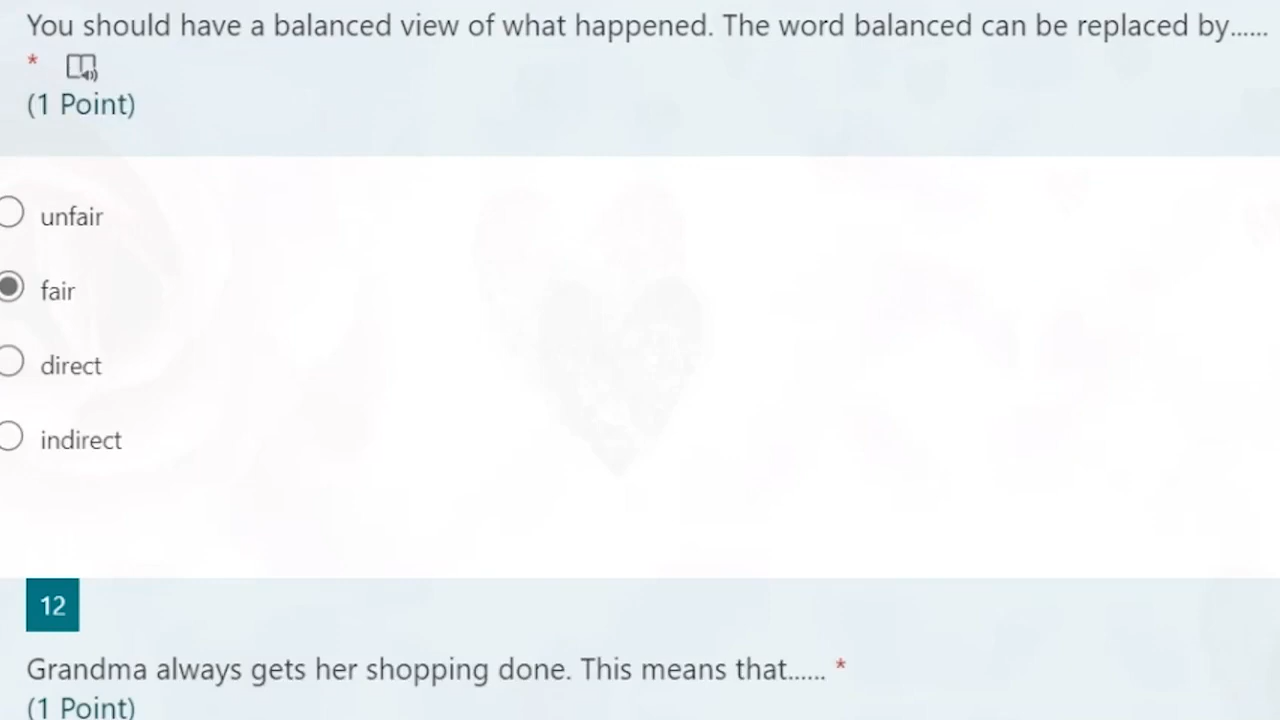 You should have a balanced view of what happened. The word balanced can be replaced by......
*
(1 Point)
unfair
fair
direct
indirect
12
Grandma always gets her shopping done. This means that...... *
(1 Point)